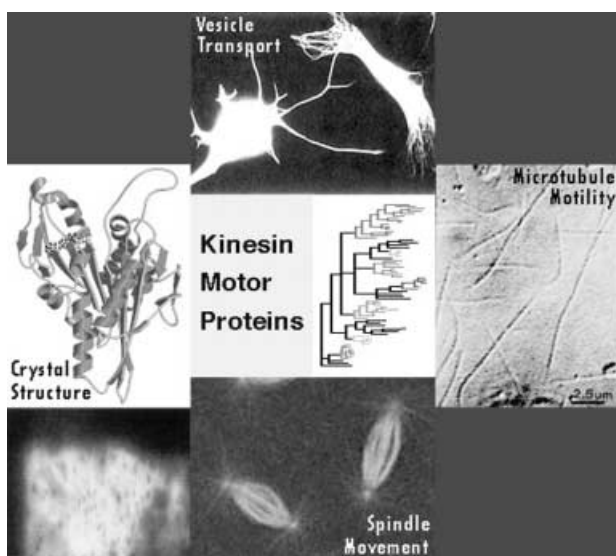 Vesicle
Transport
Microtubule
Motility
Kinesin
Motor
Proteins
Crystal
Structure
2.5um
Spindle
Movement